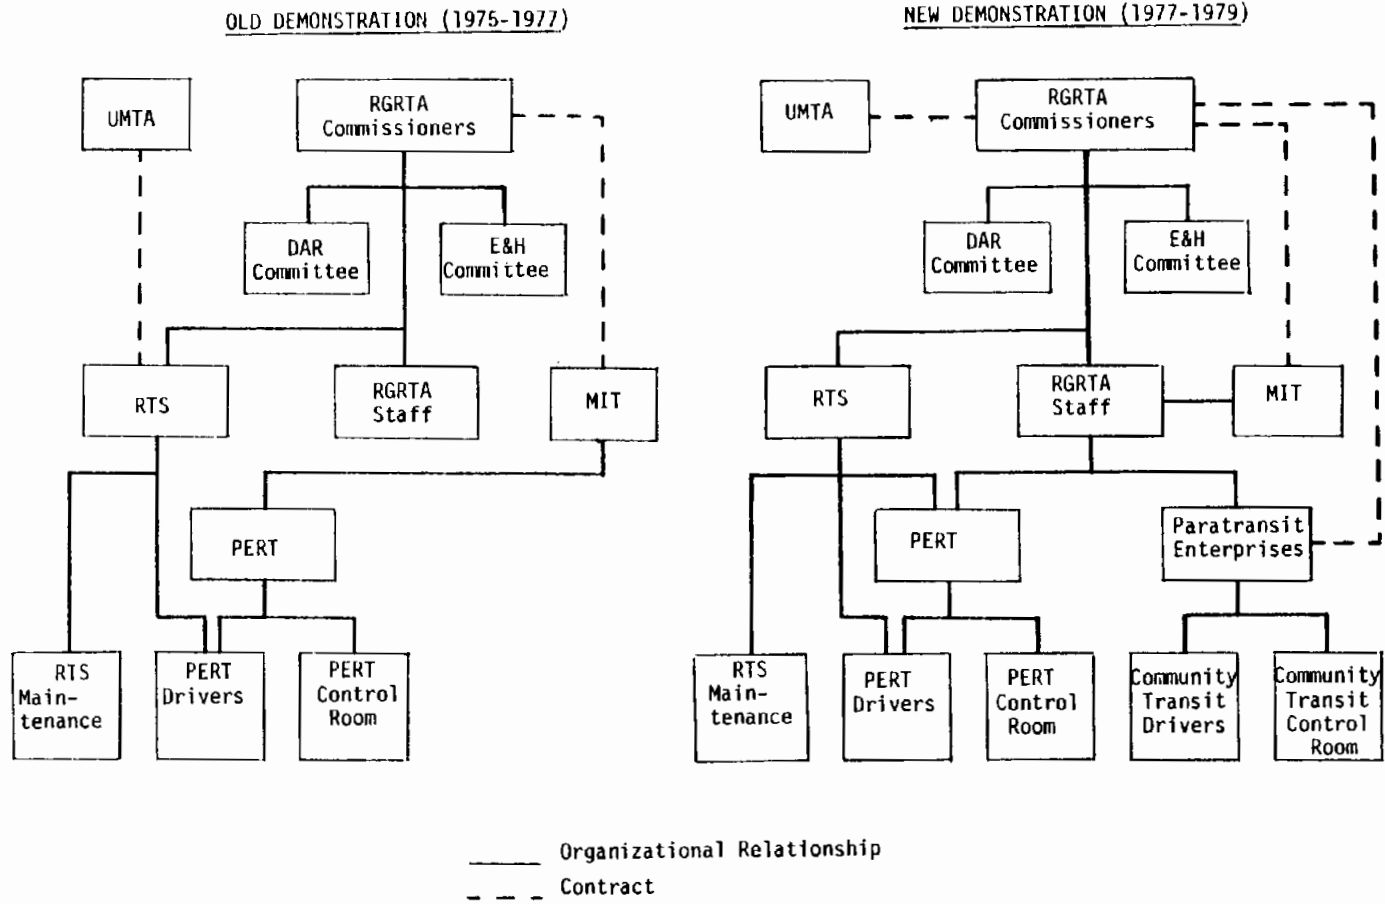 OLD DEMONSTRATION (1975-1977)
UMTA
RGRTA
Commissioners
DAR
Committee
E&H
Committee
RTS
RGRTA
Staff
MIT
PERT
RTS
Main-
tenance
PERT
Drivers
PERT
Control
Room
NEW DEMONSTRATION (1977-1979)
UMTA
RGRTA
Commissioners
DAR
Committee
E&H
Committee
RTS
RGRTA
Staff
MIT
PERT
Paratransit
Enterprises
RTS
Main-
tenance
PERT
Drivers
PERT
Control
Room
Community
Transit
Drivers
Community
Transit
Control
Room
Organizational Relationship
Contract